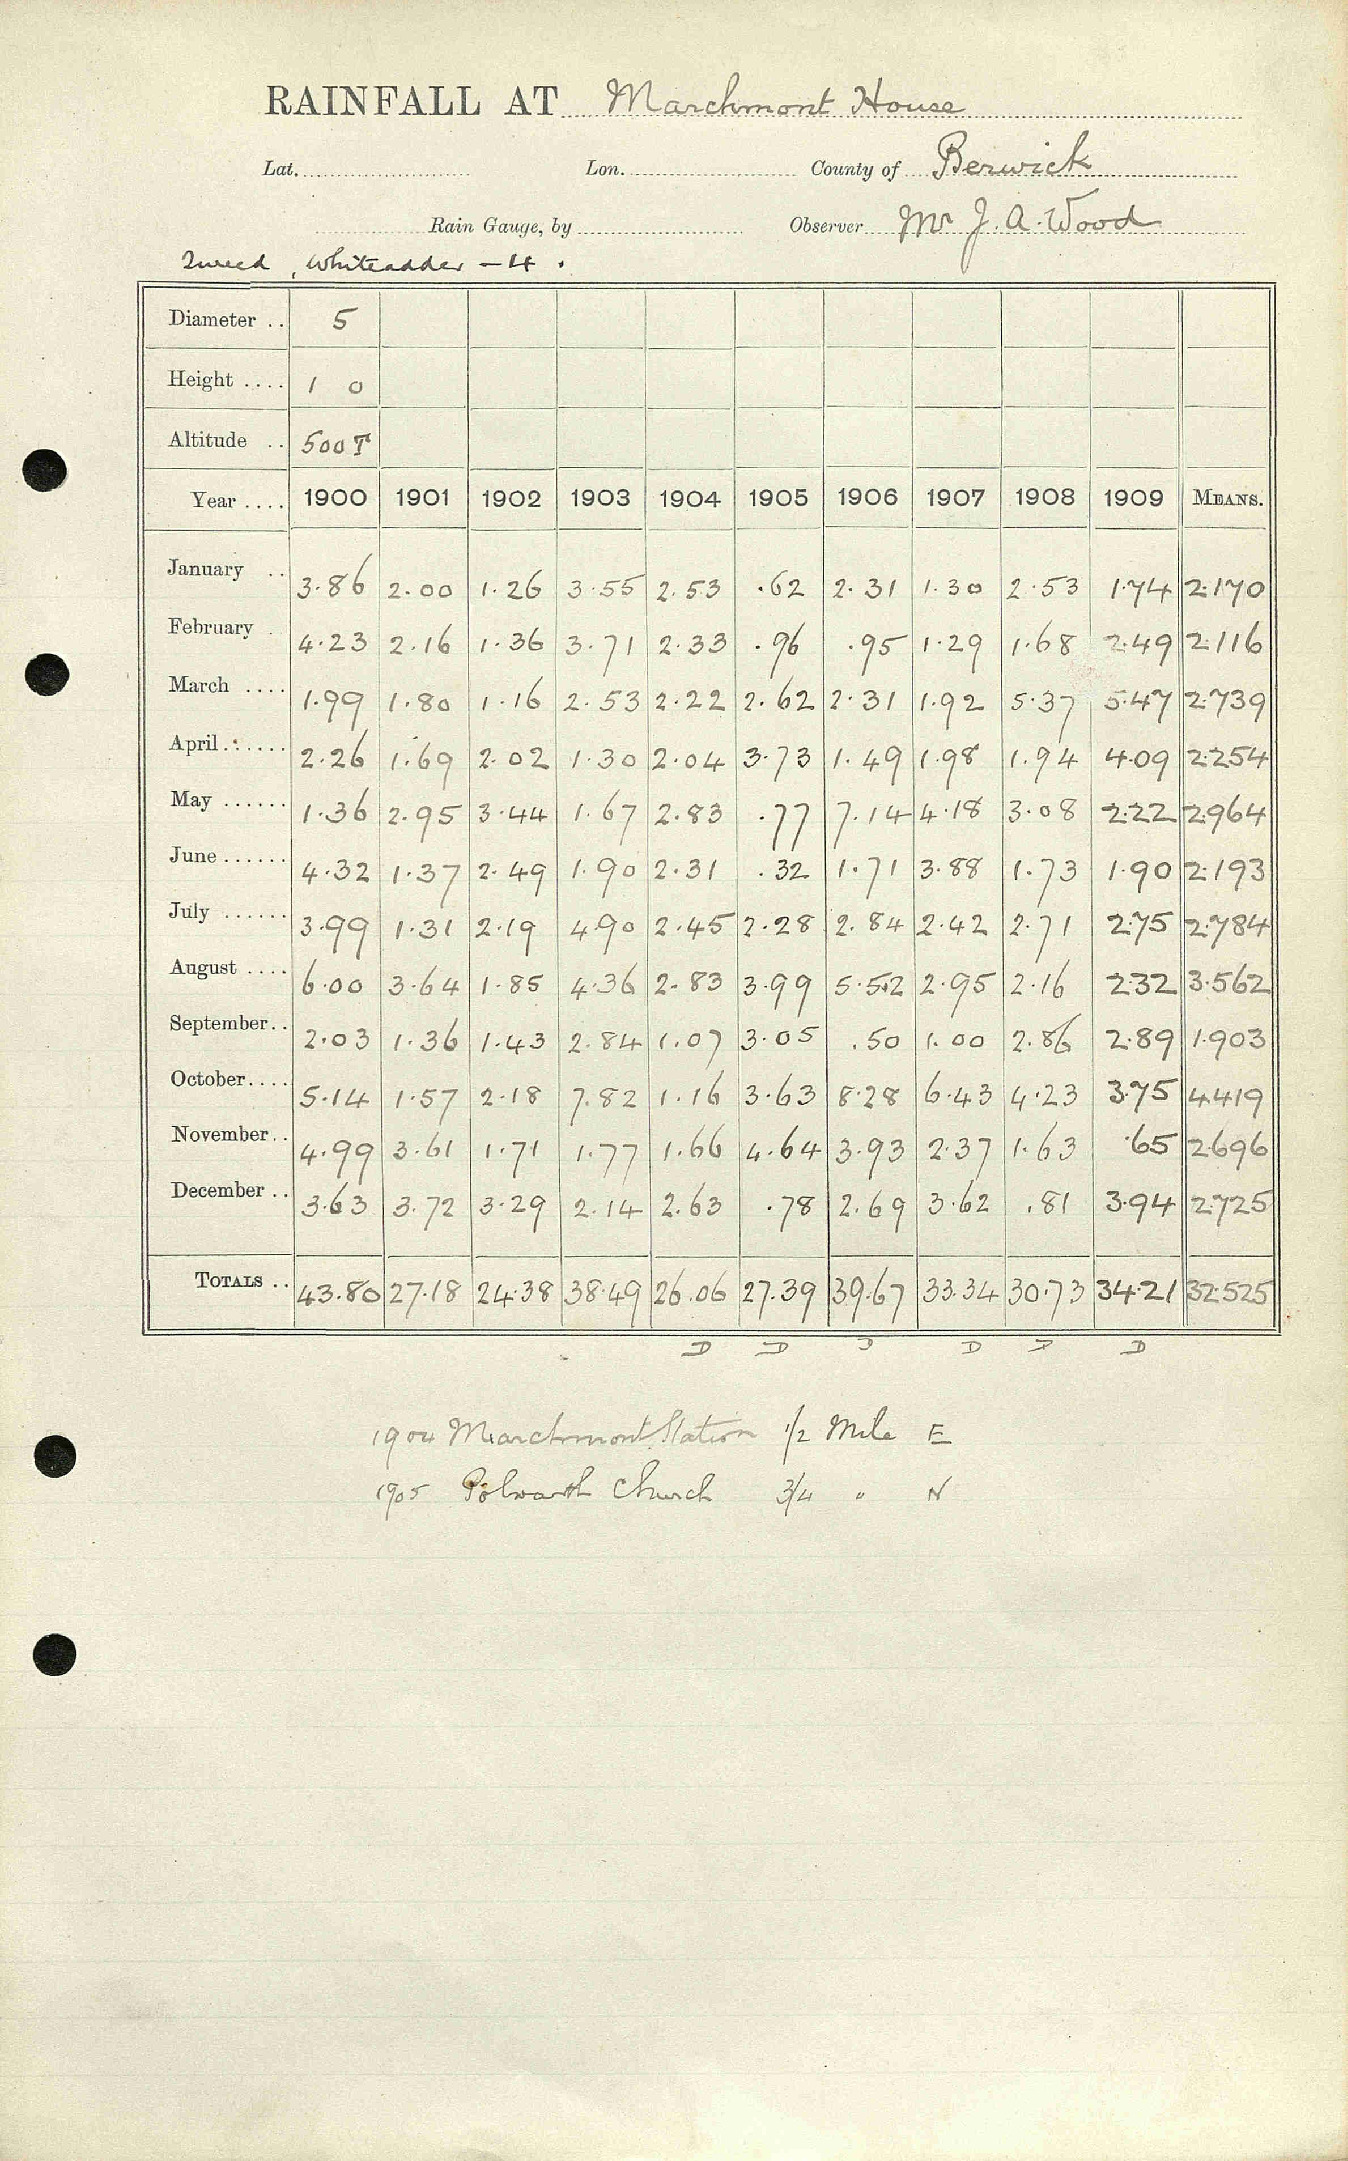 RAINFALL AT Marchmont House
Lat. Lon. County of Berwick
Rain Gauge, by Observer Mr J. A. Wood
Tweed, Whiteadder - 4.
Diameter .. 5
Height .... 1 0
Altitude .. 500 T
Year .... 1900 1901 1902 1903 1904 1905 1906 1907 1908 1909 MEANS.
January .. 3.86 2.00 1.26 3.55 2.53 .62 2.31 1.30 2.53 1.74 2.170
February . 4.23 2.16 1.36 3.71 2.33 .96 .95 1.29 1.68 2.49 2.116
March .... 1.99 1.80 1.16 2.53 2.22 2.62 2.31 1.92 5.37 5.47 2.739
April ...... 2.26 1.69 2.02 1.30 2.04 3.73 1.49 1.98 1.94 4.09 2.254
May ...... 1.36 2.95 3.44 1.67 2.83 .77 7.14 4.18 3.08 2.22 2.964
June ...... 4.32 1.37 2.49 1.90 2.31 .32 1.71 3.88 1.73 1.90 2.193
July ...... 3.99 1.31 2.19 4.90 2.45 2.28 2.84 2.42 2.71 2.75 2.784
August .... 6.00 3.64 1.85 4.36 2.83 3.99 5.52 2.95 2.16 2.32 3.562
September.. 2.03 1.36 1.43 2.84 1.07 3.05 .50 1.00 2.86 2.89 1.903
October.... 5.14 1.57 2.18 7.82 1.16 3.63 8.28 6.43 4.23 3.75 4.419
November.. 4.99 3.61 1.71 1.77 1.66 4.64 3.93 2.37 1.63 .65 2.696
December .. 3.63 3.72 3.29 2.14 2.63 .78 2.69 3.62 .81 3.94 2.725
TOTALS .. 43.80 27.18 24.38 38.49 26.06 27.39 39.67 33.34 30.73 34.21 32.525
D D D D D D
1904 Marchmont Station 1/2 Mile E
1905 Polwarth Church 3/4 " N